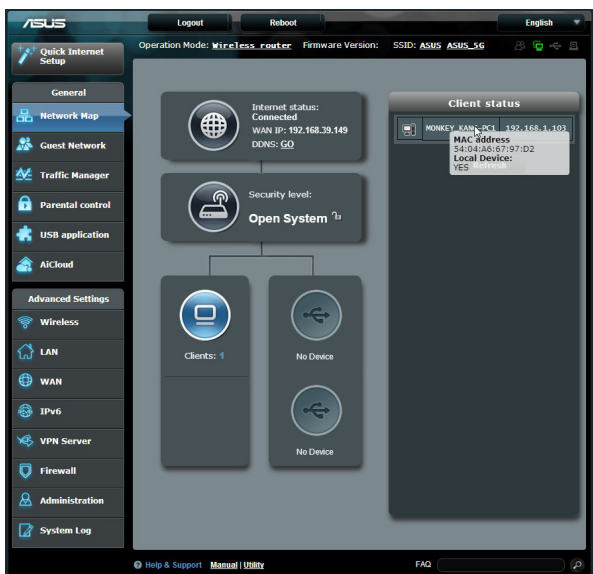 ASUS
Logout
Reboot
English
Quick Internet
Setup
Operation Mode: Wireless router Firmware Version: SSID: ASUS ASUS_5G
General
Network Map
Guest Network
Traffic Manager
Parental control
USB application
AiCloud
Advanced Settings
Wireless
LAN
WAN
IPv6
VPN Server
Firewall
Administration
System Log
Internet status:
Connected
WAN IP: 192.168.39.149
DDNS: GO
Security level:
Open System
Clients: 1
No Device
No Device
Client status
MONKEY_KANG-PC1 192.168.1.103
MAC address
54:04:A6:67:97:D2
Local Device:
YES
Refresh
Help & Support Manual | Utility
FAQ